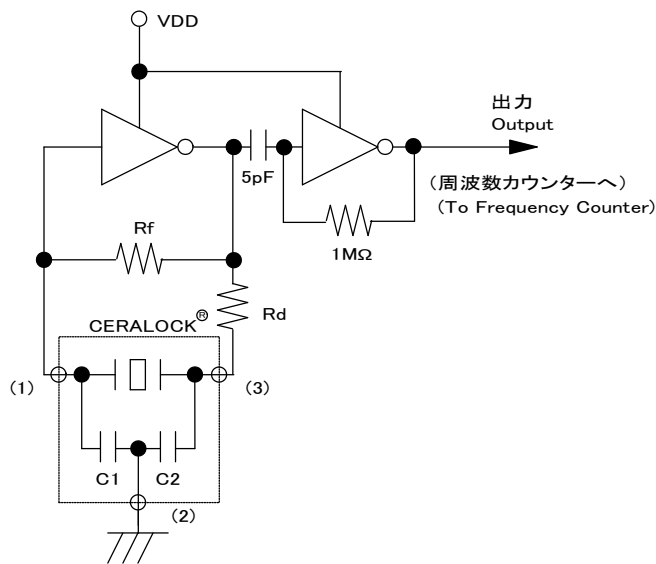 VDD
出力
Output
5pF
(周波数カウンターへ)
(To Frequency Counter)
Rf
1MΩ
Rd
CERALOCK®
(1)
(3)
C1
C2
(2)